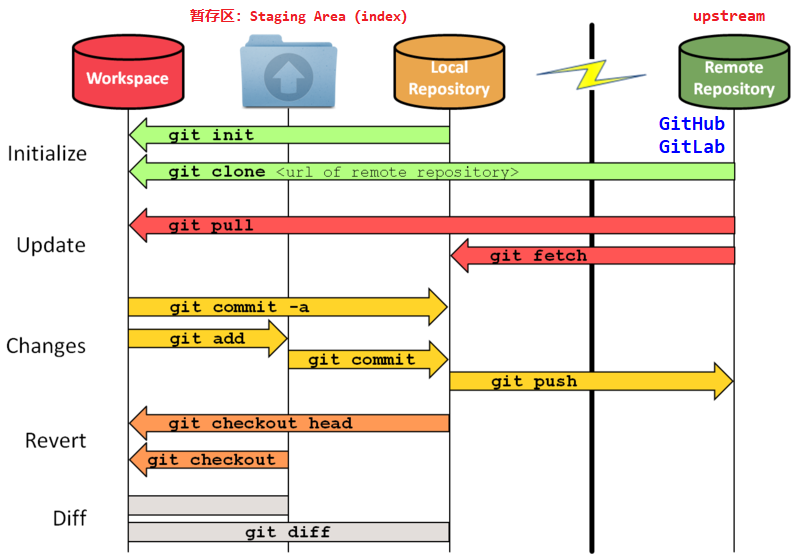 暂存区: Staging Area (index)
upstream
Workspace
Local
Repository
Remote
Repository
GitHub
GitLab
Initialize
git init
git clone <url of remote repository>
Update
git pull
git fetch
Changes
git commit -a
git add
git commit
git push
Revert
git checkout head
git checkout
Diff
git diff